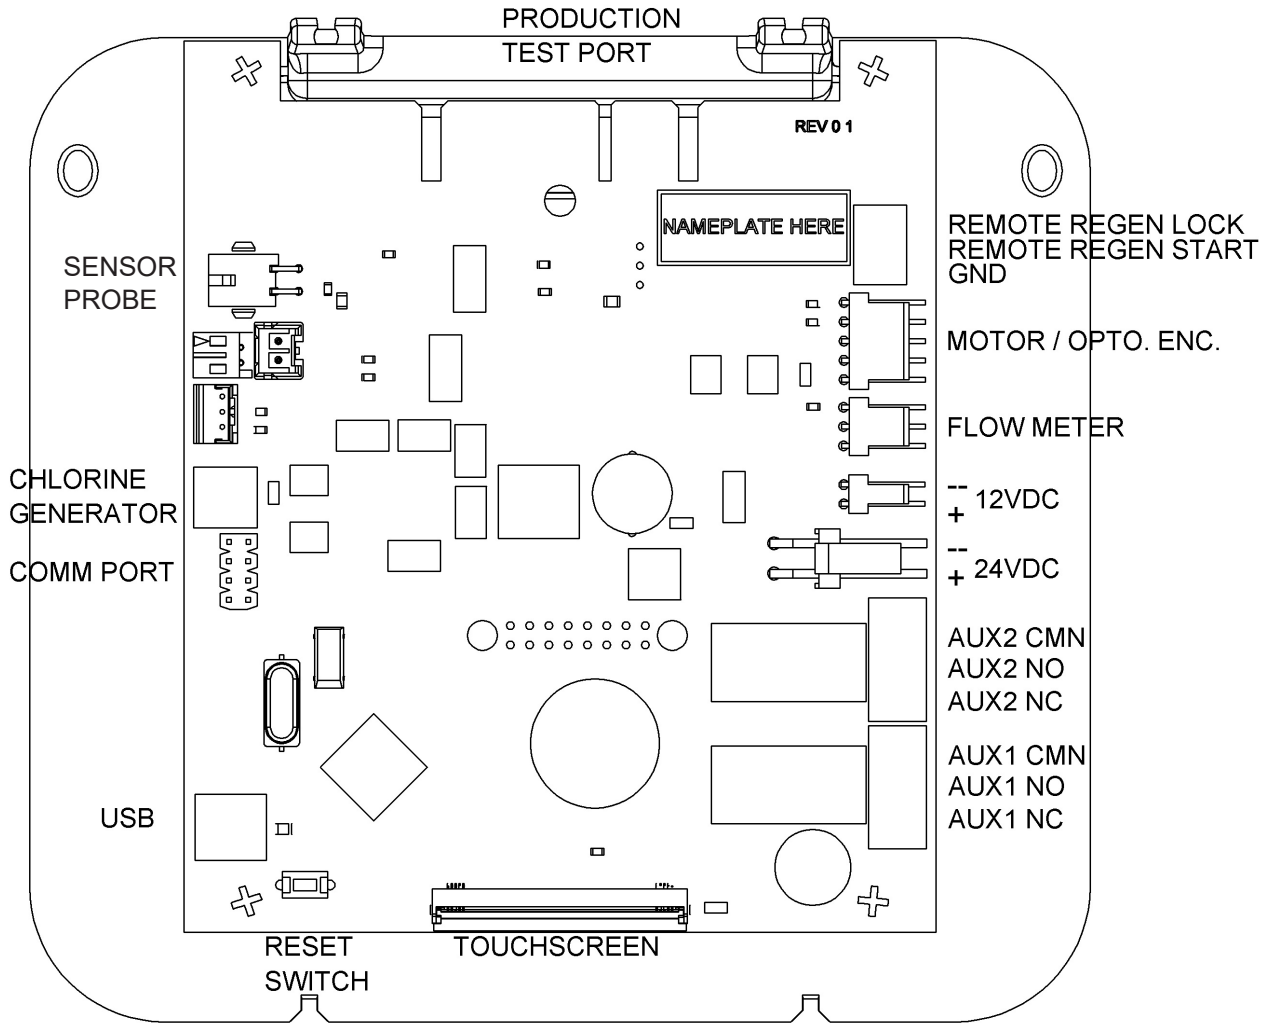 PRODUCTION
TEST PORT
REV 0 1
NAMEPLATE HERE
REMOTE REGEN LOCK
REMOTE REGEN START
GND
SENSOR
PROBE
MOTOR / OPTO. ENC.
FLOW METER
CHLORINE
GENERATOR
-- 
+ 12VDC
COMM PORT
--
+ 24VDC
AUX2 CMN
AUX2 NO
AUX2 NC
AUX1 CMN
AUX1 NO
AUX1 NC
USB
RESET
SWITCH
TOUCHSCREEN